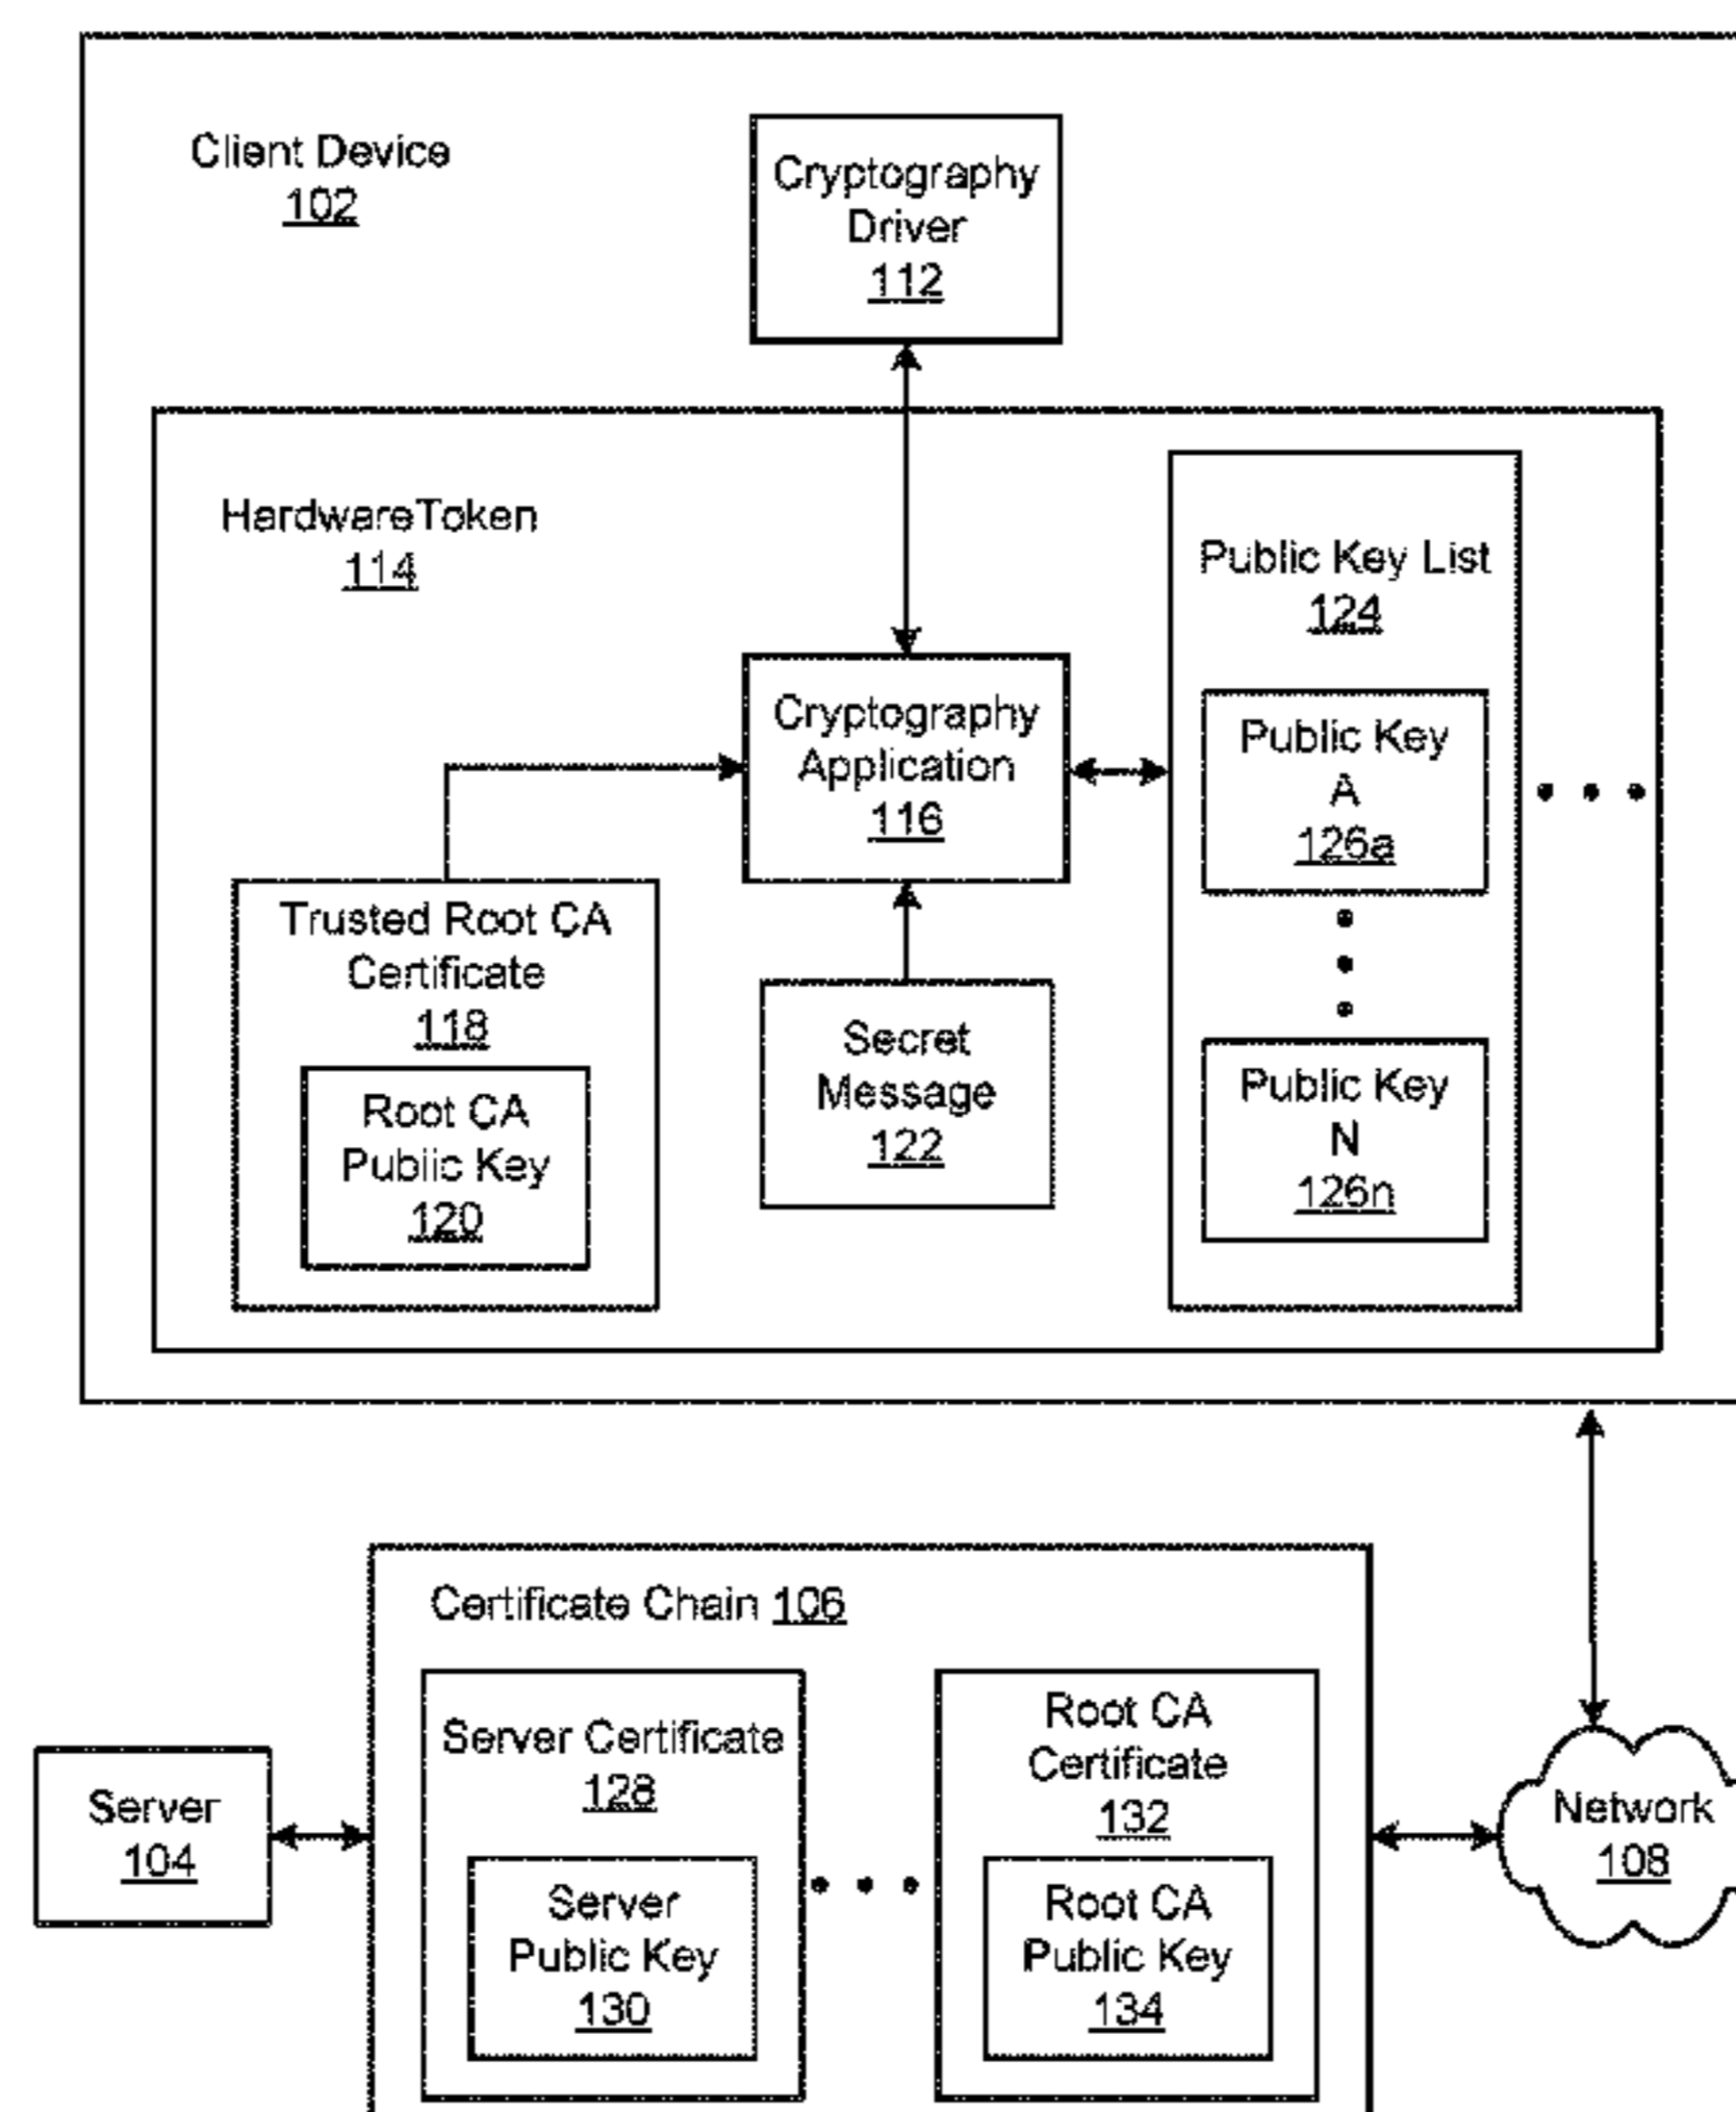 Client Device
102
Cryptography
Driver
112
HardwareToken
114
Public Key List
124
Cryptography
Application
116
Public Key
A
126a
Trusted Root CA
Certificate
118
Root CA
Public Key
120
Secret
Message
122
Public Key
N
126n
Certificate Chain 106
Server
104
Server Certificate
128
Server
Public Key
130
Root CA
Certificate
132
Root CA
Public Key
134
Network
108